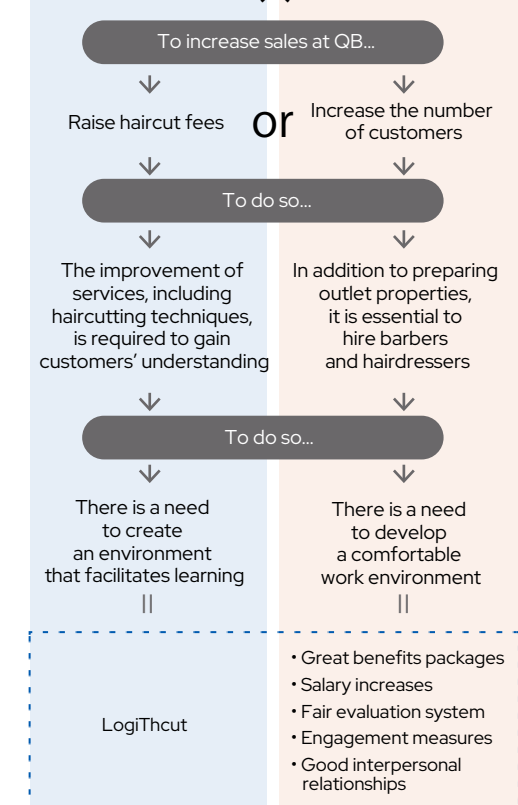 To increase sales at QB...
Raise haircut fees
or
Increase the number
of customers
To do so...
The improvement of
services, including
haircutting techniques,
is required to gain
customers’ understanding
In addition to preparing
outlet properties,
it is essential to
hire barbers
and hairdressers
To do so...
There is a need
to create
an environment
that facilitates learning
There is a need
to develop
a comfortable
work environment
LogiThcut
• Great benefits packages
• Salary increases
• Fair evaluation system
• Engagement measures
• Good interpersonal
relationships